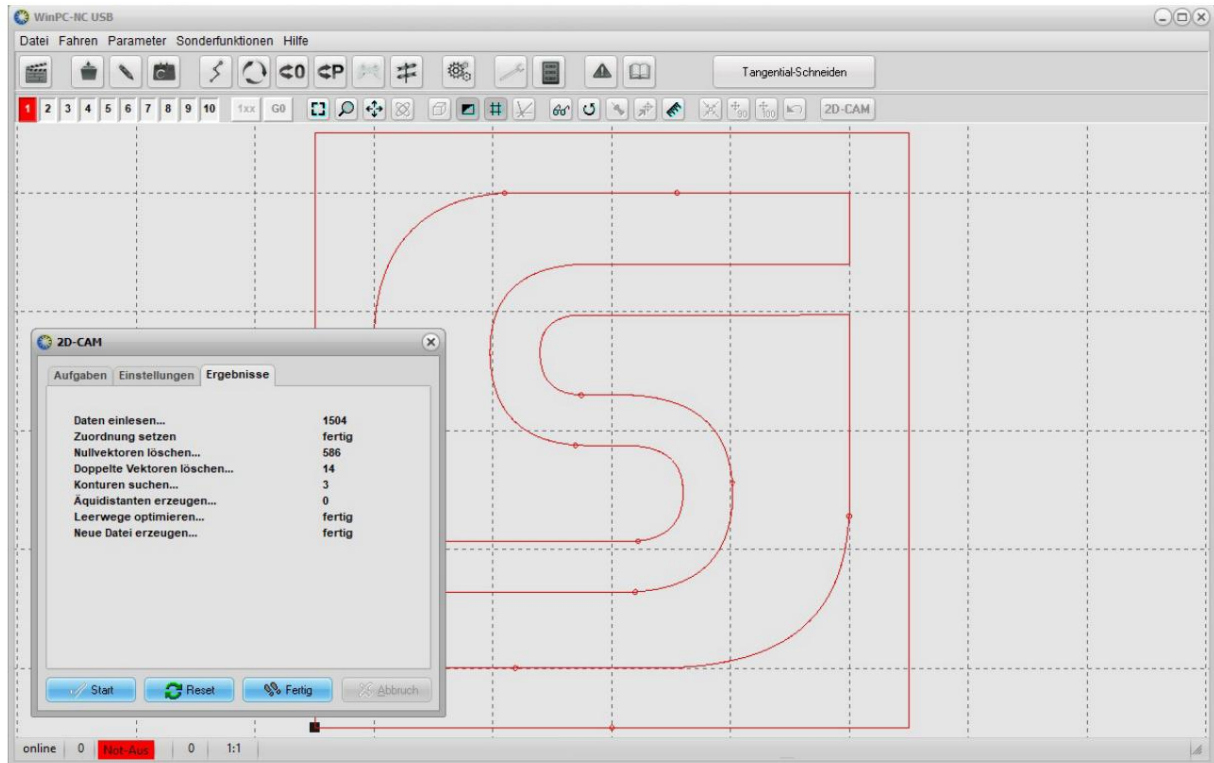 WinPC-NC USB
Datei Fahren Parameter Sonderfunktionen Hilfe
Tangential-Schneiden
1 2 3 4 5 6 7 8 9 10 1xx G0 2D-CAM
2D-CAM
Aufgaben Einstellungen Ergebnisse
Daten einlesen... 1504
Zuordnung setzen fertig
Nullvektoren löschen... 586
Doppelte Vektoren löschen... 14
Konturen suchen... 3
Äquidistanten erzeugen... 0
Leerwege optimieren... fertig
Neue Datei erzeugen... fertig
Start Reset Fertig Abbruch
online 0 Not-Aus 0 1:1